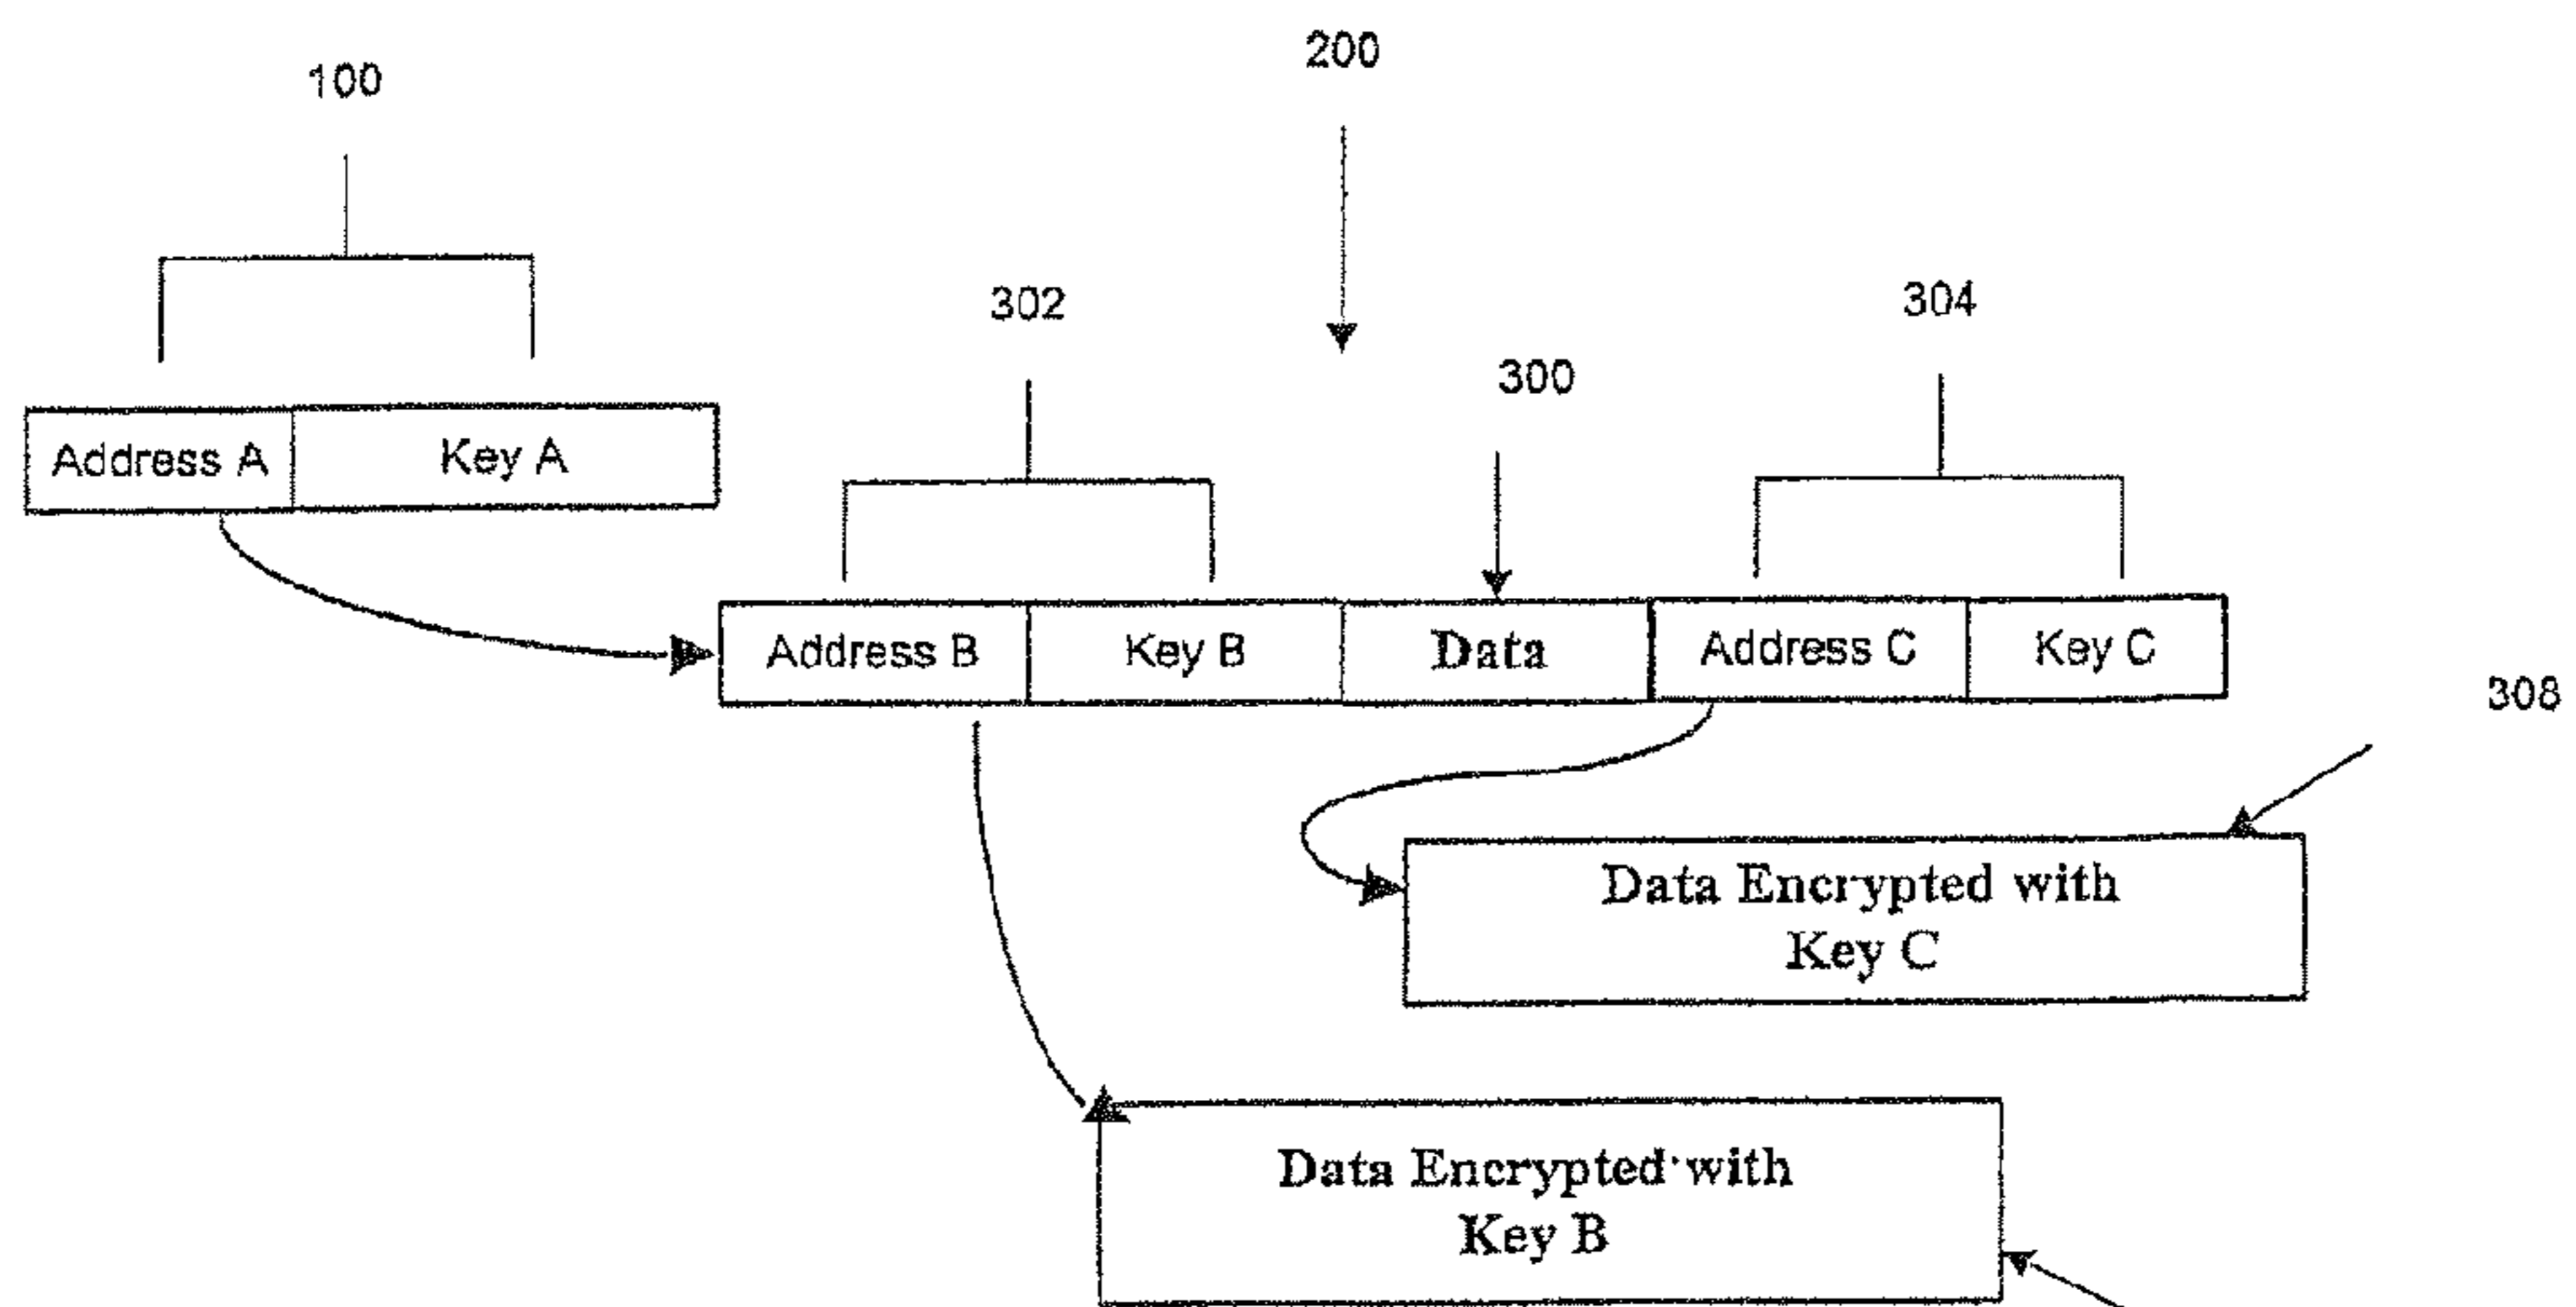 200
100
302
304
300
Address A Key A
Address B Key B Data Address C Key C
308
Data Encrypted with
Key C
Data Encrypted with
Key B